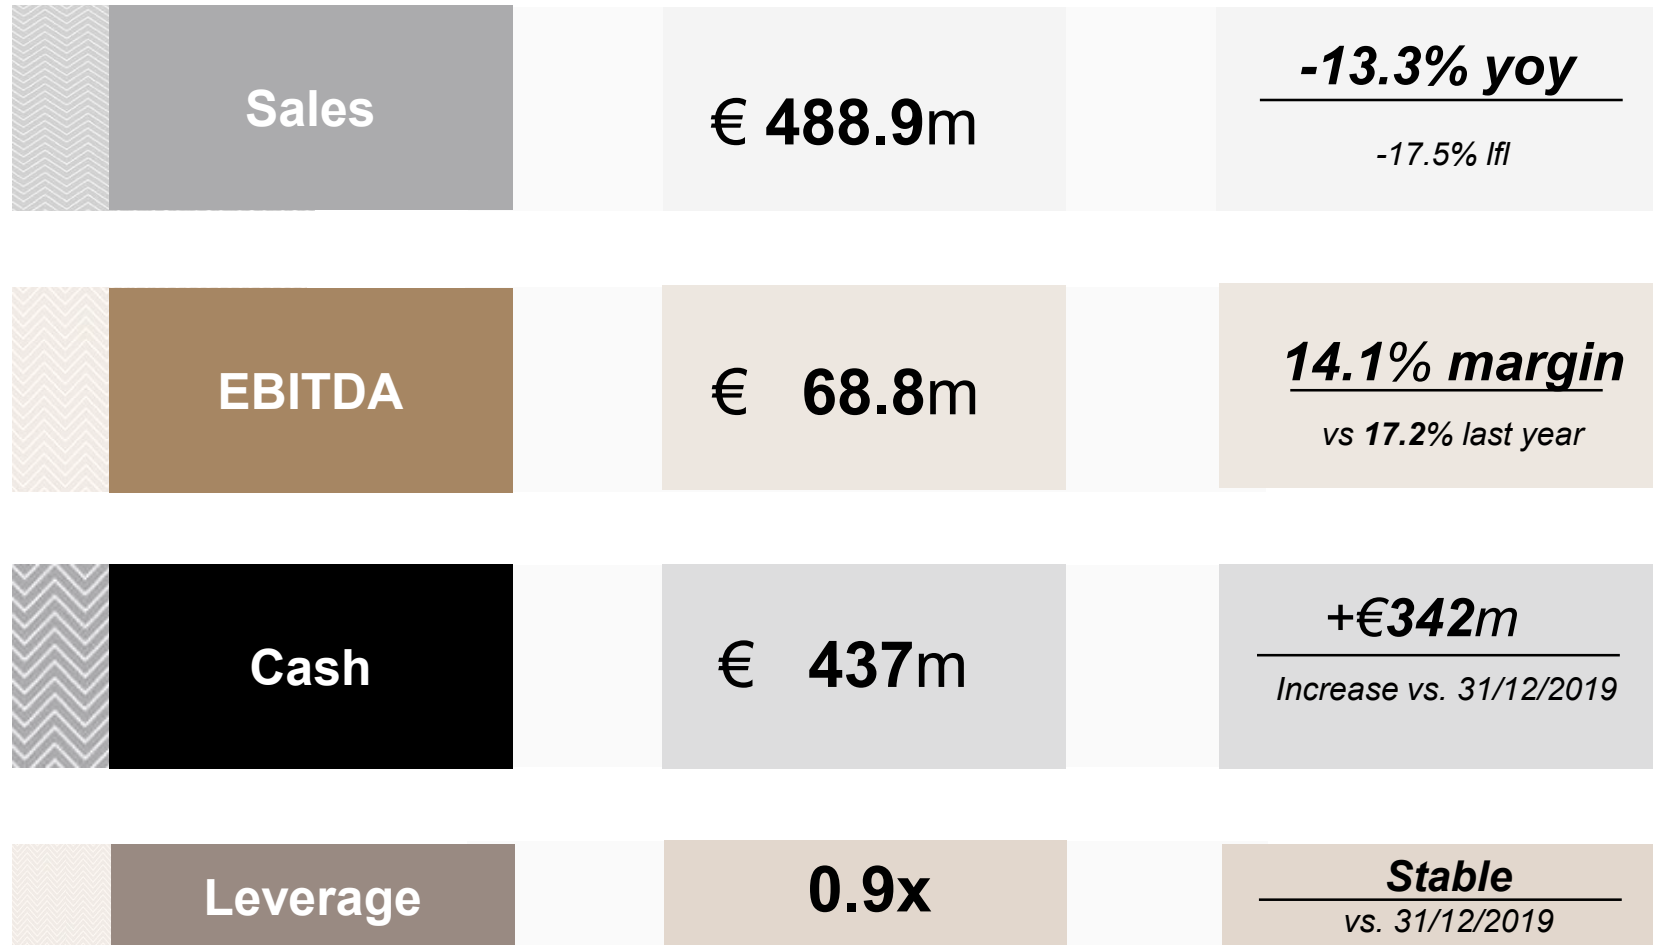 Sales
€ 488.9m
-13.3% yoy
-17.5% lfl
EBITDA
€ 68.8m
14.1% margin
vs 17.2% last year
Cash
€ 437m
+€342m
Increase vs. 31/12/2019
Leverage
0.9x
Stable
vs. 31/12/2019